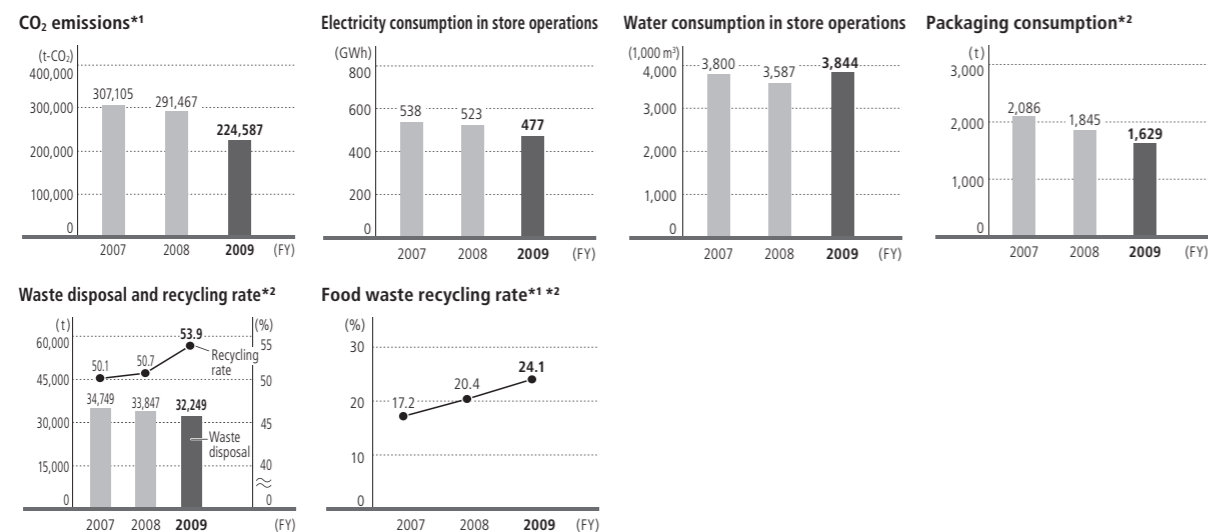 CO₂ emissions*¹
(t-CO₂)
400,000
300,000
200,000
100,000
0
307,105
291,467
224,587
2007 2008 2009 (FY)
Electricity consumption in store operations
(GWh)
800
600
400
200
0
538
523
477
2007 2008 2009 (FY)
Water consumption in store operations
(1,000 m³)
4,000
3,000
2,000
1,000
0
3,800
3,587
3,844
2007 2008 2009 (FY)
Packaging consumption*²
(t)
3,000
2,000
1,000
0
2,086
1,845
1,629
2007 2008 2009 (FY)
Waste disposal and recycling rate*²
(t)
60,000
45,000
30,000
15,000
0
(%)
55
50
45
40
0
50.1
50.7
53.9
Recycling
rate
34,749
33,847
32,249
Waste
disposal
2007 2008 2009 (FY)
Food waste recycling rate*¹ *²
(%)
30
20
10
0
17.2
20.4
24.1
2007 2008 2009 (FY)